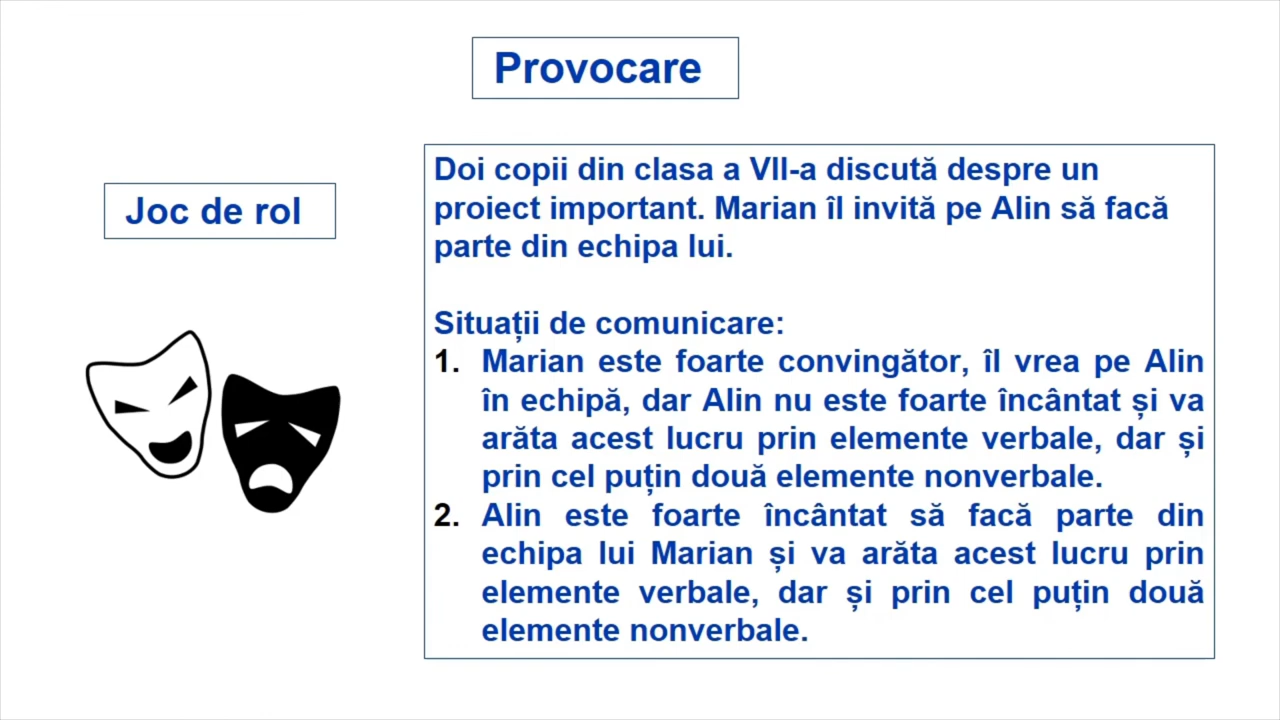 Provocare
Joc de rol
Doi copii din clasa a VII-a discută despre un
proiect important. Marian îl invită pe Alin să facă
parte din echipa lui.
Situații de comunicare:
1. Marian este foarte convingător, îl vrea pe Alin
în echipă, dar Alin nu este foarte încântat și va
arăta acest lucru prin elemente verbale, dar și
prin cel puțin două elemente nonverbale.
2. Alin este foarte încântat să facă parte din
echipa lui Marian și va arăta acest lucru prin
elemente verbale, dar și prin cel puțin două
elemente nonverbale.